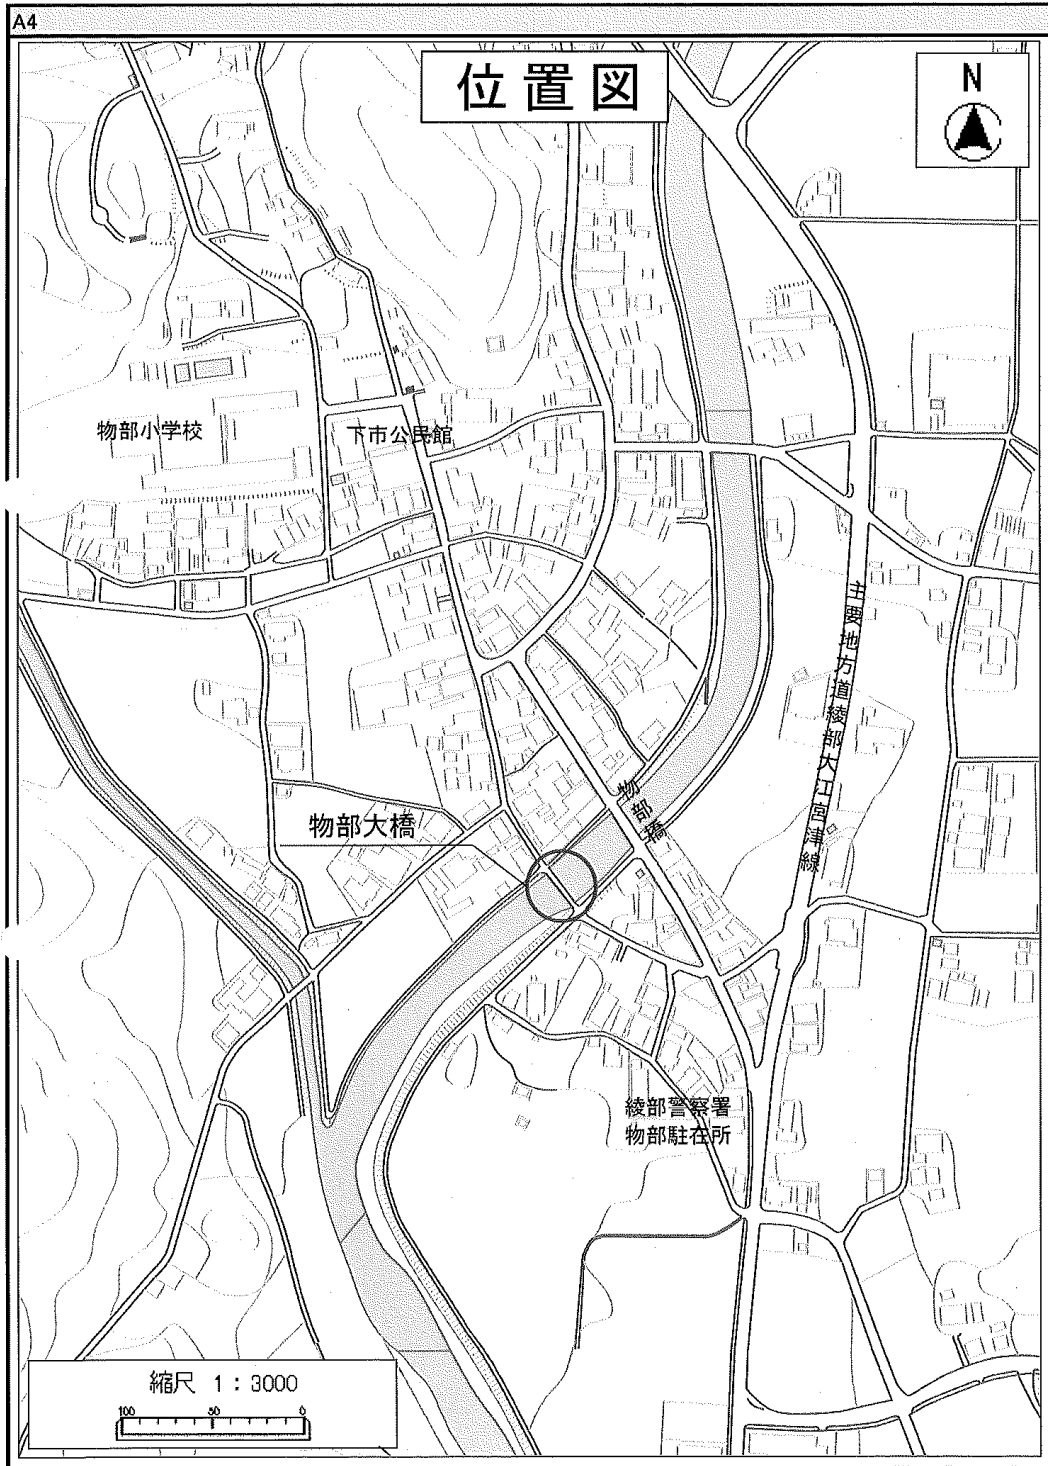 A4
位置図
N
物部小学校
下市公民館
主要地方道綾部大江宮津線
物部橋
物部大橋
綾部警察署
物部駐在所
縮尺 1:3000
100 50 0